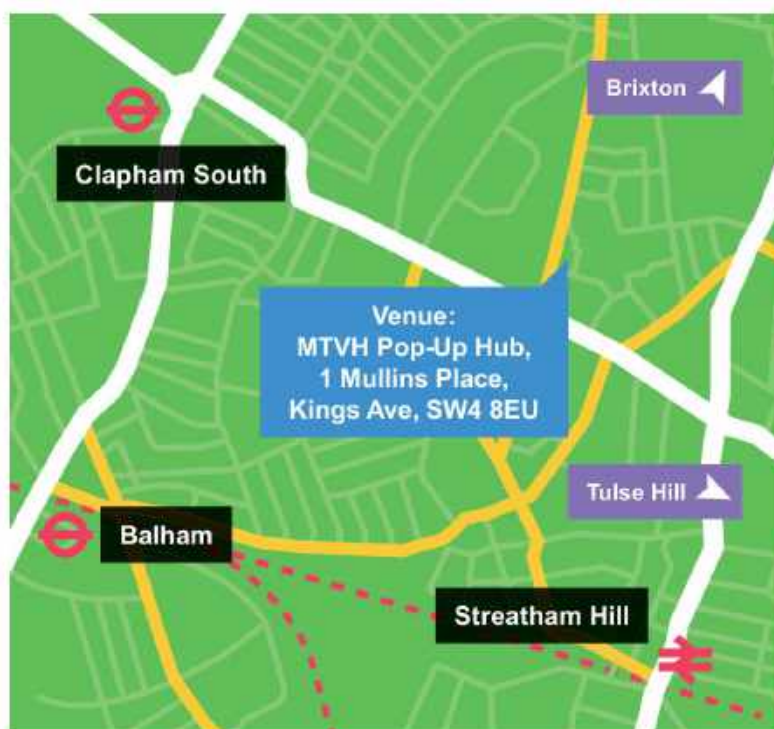 Brixton
Clapham South
Venue:
MTVH Pop-Up Hub,
1 Mullins Place,
Kings Ave, SW4 8EU
Tulse Hill
Balham
Streatham Hill